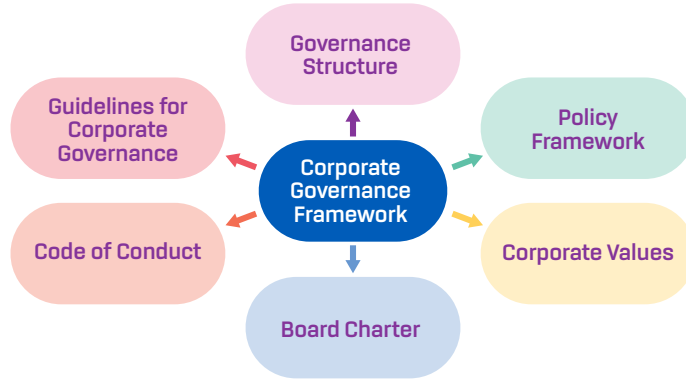 Governance
Structure
Guidelines for
Corporate
Governance
Policy
Framework
Corporate
Governance
Framework
Code of Conduct
Corporate Values
Board Charter